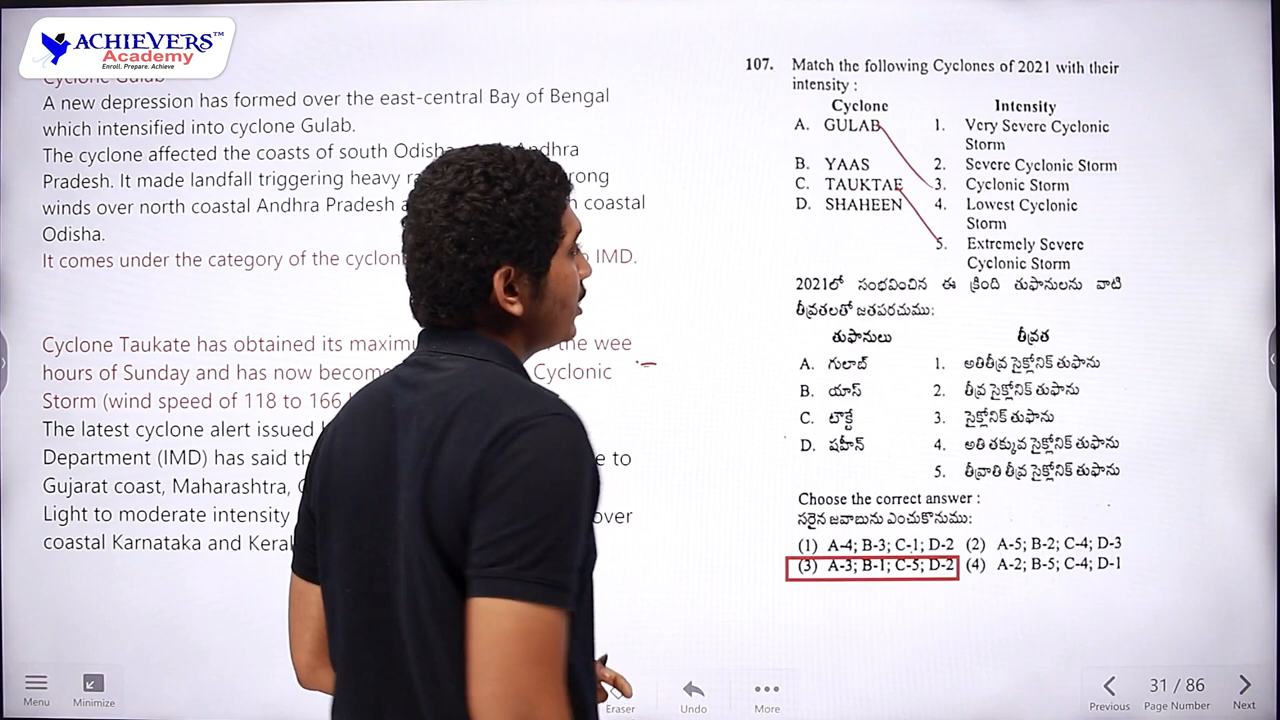 ACHIEVERS™
Academy
Enroll. Prepare. Achieve
Cyclone Gulab
A new depression has formed over the east-central Bay of Bengal
which intensified into cyclone Gulab.
The cyclone affected the coasts of south Odisha
Pradesh. It made landfall triggering heavy
winds over north coastal Andhra Pradesh coastal
Odisha.
It comes under the category of the IMD.
Cyclone Taukate has obtained its the wee
hours of Sunday and has now Cyclonic
Storm (wind speed of 118 to 166
The latest cyclone alert issued
Department (IMD) has said to
Gujarat coast, Maharashtra,
Light to moderate intensity over
coastal Karnataka and
107. Match the following Cyclones of 2021 with their
intensity :
Cyclone Intensity
A. GULAB 1. Very Severe Cyclonic
Storm
B. YAAS 2. Severe Cyclonic Storm
C. TAUKTAE 3. Cyclonic Storm
D. SHAHEEN 4. Lowest Cyclonic
Storm
5. Extremely Severe
Cyclonic Storm
2021లో సంభవించిన ఈ క్రింది తుఫానులను వాటి
తీవ్రతలతో జతపరచుము:
తుఫానులు తీవ్రత
A. గులాబ్ 1. అతితీవ్ర సైక్లోనిక్ తుఫాను
B. యాస్ 2. తీవ్ర సైక్లోనిక్ తుఫాను
C. టాక్టే 3. సైక్లోనిక్ తుఫాను
D. షహీన్ 4. అతి తక్కువ సైక్లోనిక్ తుఫాను
5. తీవ్రాతి తీవ్ర సైక్లోనిక్ తుఫాను
Choose the correct answer :
సరైన జవాబును ఎంచుకొనుము:
(1) A-4; B-3; C-1; D-2 (2) A-5; B-2; C-4; D-3
(3) A-3; B-1; C-5; D-2 (4) A-2; B-5; C-4; D-1
Menu Minimize Eraser Undo More Previous 31 / 86 Page Number Next